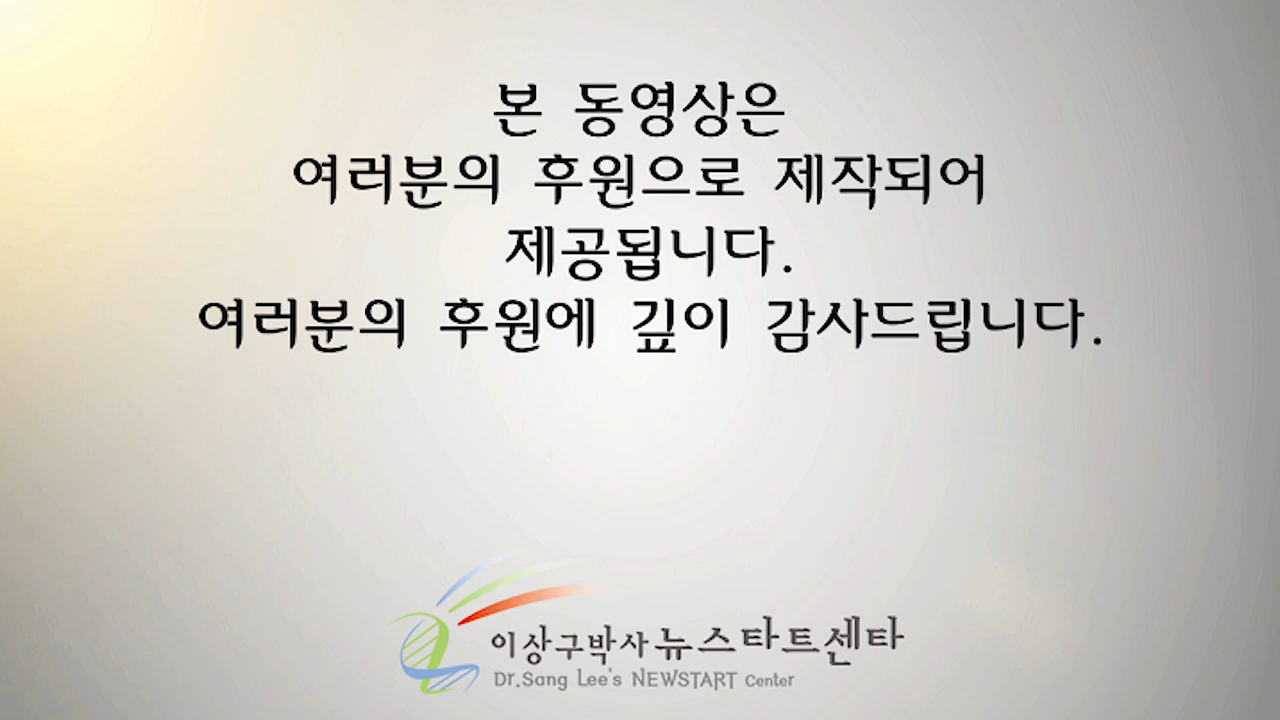 본 동영상은
여러분의 후원으로 제작되어
제공됩니다.
여러분의 후원에 깊이 감사드립니다.
이상구박사 뉴스타트센타
Dr.Sang Lee's NEWSTART Center